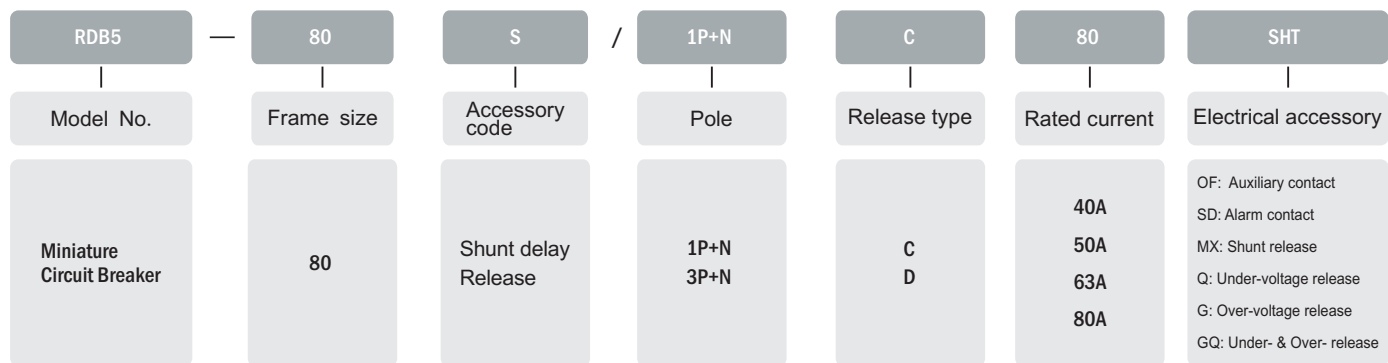 RDB5 — 80 S / 1P+N C 80 SHT
Model No. Frame size Accessory code Pole Release type Rated current Electrical accessory
Miniature
Circuit Breaker
80
Shunt delay
Release
1P+N
3P+N
C
D
40A
50A
63A
80A
OF: Auxiliary contact
SD: Alarm contact
MX: Shunt release
Q: Under-voltage release
G: Over-voltage release
GQ: Under- & Over- release